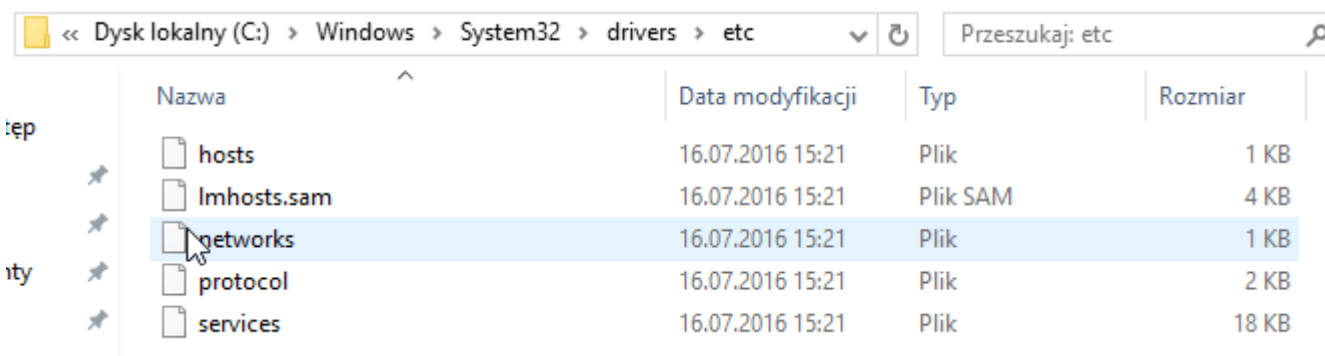 « Dysk lokalny (C:) > Windows > System32 > drivers > etc Przeszukaj: etc
Nazwa Data modyfikacji Typ Rozmiar
tęp
hosts 16.07.2016 15:21 Plik 1 KB
lmhosts.sam 16.07.2016 15:21 Plik SAM 4 KB
networks 16.07.2016 15:21 Plik 1 KB
nty
protocol 16.07.2016 15:21 Plik 2 KB
services 16.07.2016 15:21 Plik 18 KB